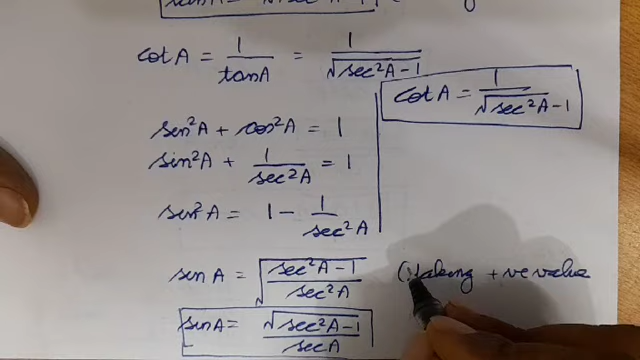 cot A = 1/tanA = 1/√(sec²A-1)
cot A = 1/√(sec²A-1)
sin²A + cos²A = 1
sin²A + 1/sec²A = 1
sin²A = 1 - 1/sec²A
sinA = √((sec²A-1)/sec²A) (taking +ve value
sinA = √(sec²A-1)/secA